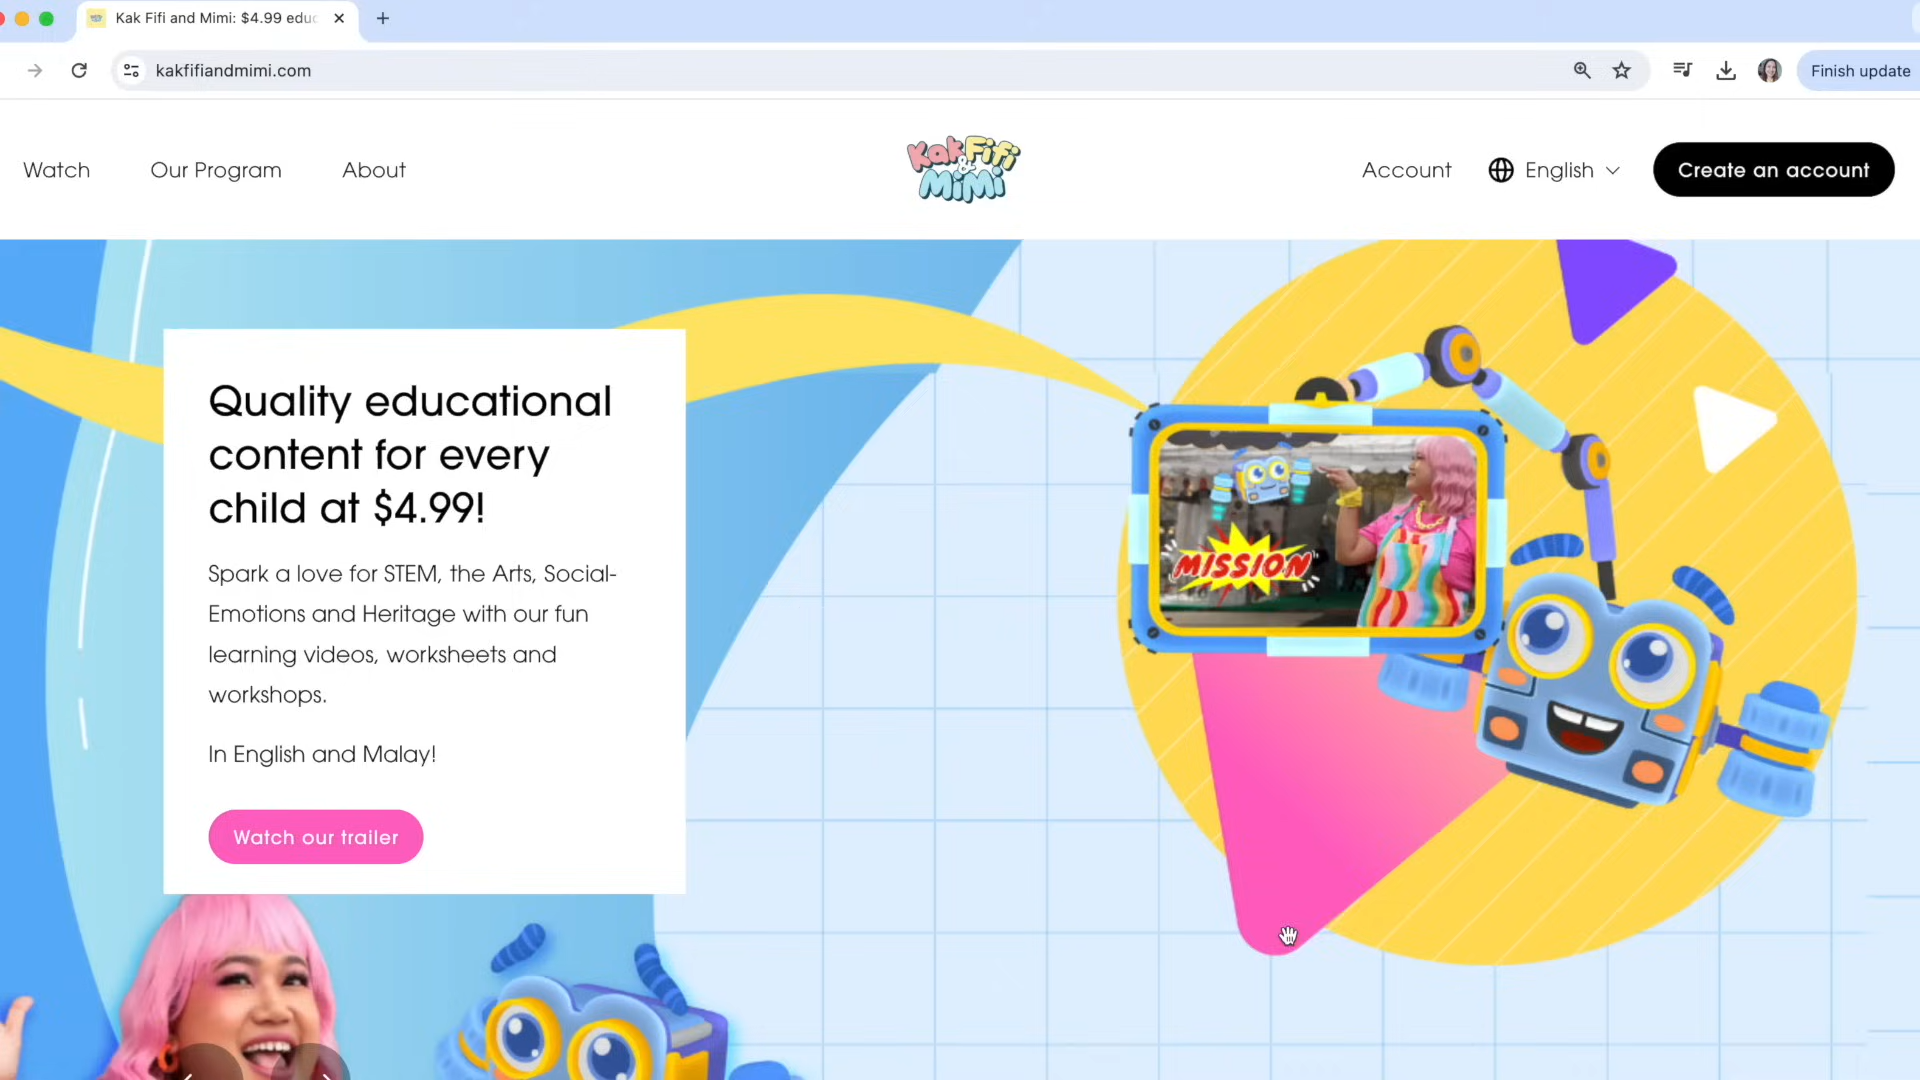 Kak Fifi and Mimi: $4.99 educ
kakfifiandmimi.com
Finish update
Watch
Our Program
About
Kak Fifi
&
MiMi
Account
English
Create an account
Quality educational
content for every
child at $4.99!
Spark a love for STEM, the Arts, Social-
Emotions and Heritage with our fun
learning videos, worksheets and
workshops.
In English and Malay!
Watch our trailer
MISSION